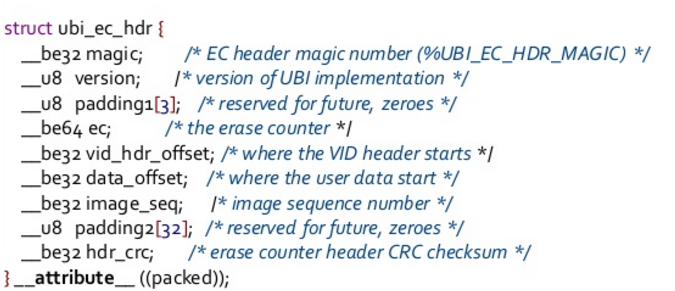 struct ubi_ec_hdr {
__be32 magic; /* EC header magic number (%UBI_EC_HDR_MAGIC) */
__u8 version; /* version of UBI implementation */
__u8 padding1[3]; /* reserved for future, zeroes */
__be64 ec; /* the erase counter */
__be32 vid_hdr_offset; /* where the VID header starts */
__be32 data_offset; /* where the user data start */
__be32 image_seq; /* image sequence number */
__u8 padding2[32]; /* reserved for future, zeroes */
__be32 hdr_crc; /* erase counter header CRC checksum */
} __attribute__ ((packed));